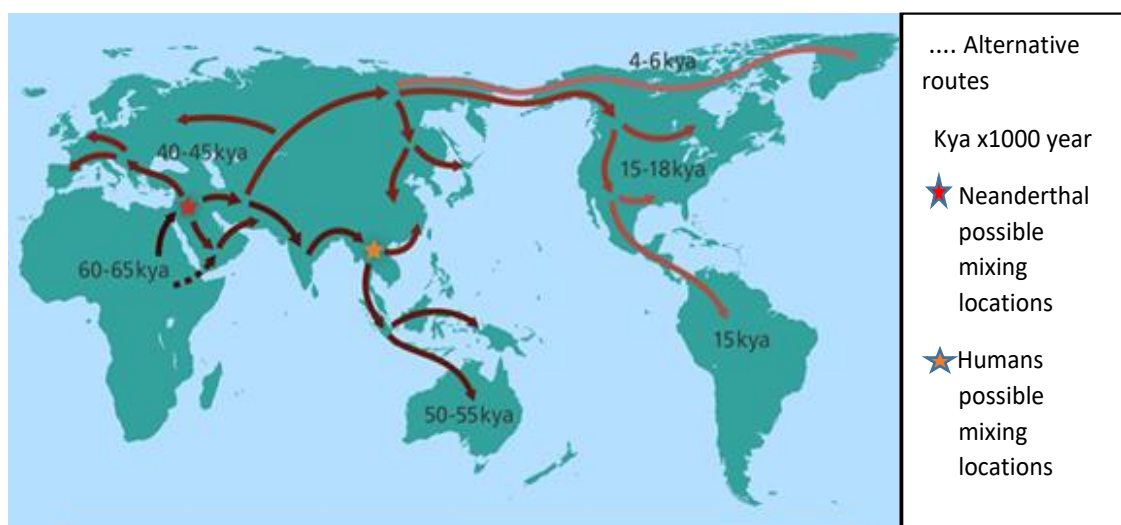 4-6kya
40-45kya
15-18kya
60-65kya
15kya
50-55kya
.... Alternative
routes
Kya x1000 year
Neanderthal
possible
mixing
locations
Humans
possible
mixing
locations